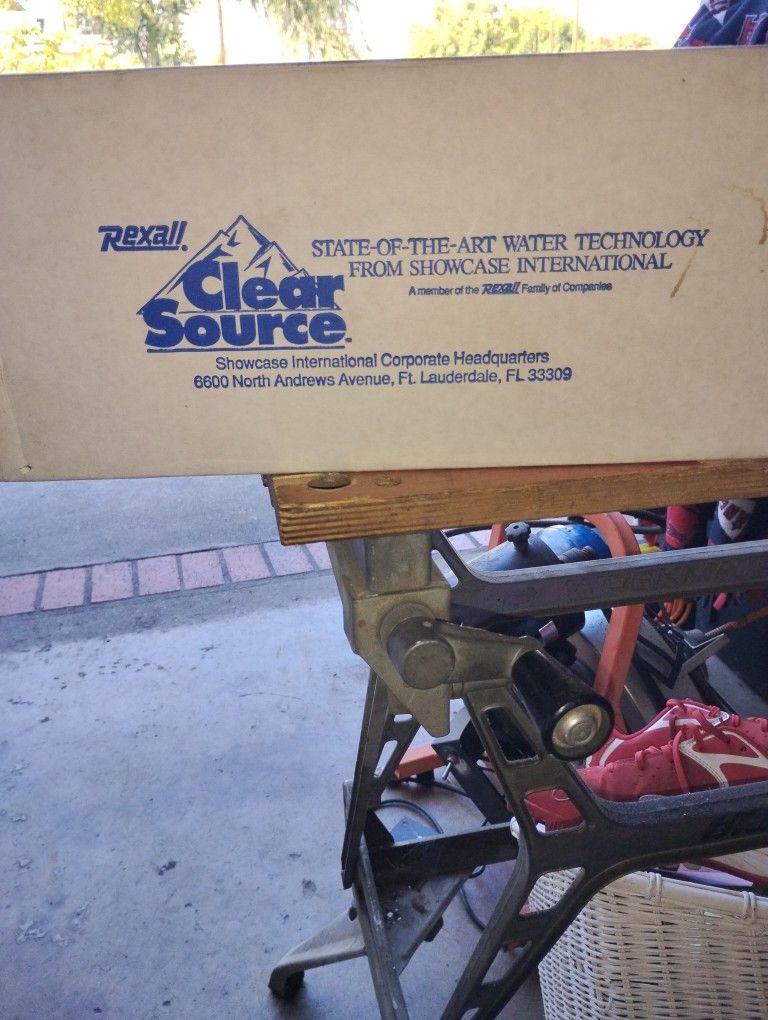 Rexall
Clear
Source
STATE-OF-THE-ART WATER TECHNOLOGY
FROM SHOWCASE INTERNATIONAL
A member of the REXALL Family of Companies
Showcase International Corporate Headquarters
6600 North Andrews Avenue, Ft. Lauderdale, FL 33309